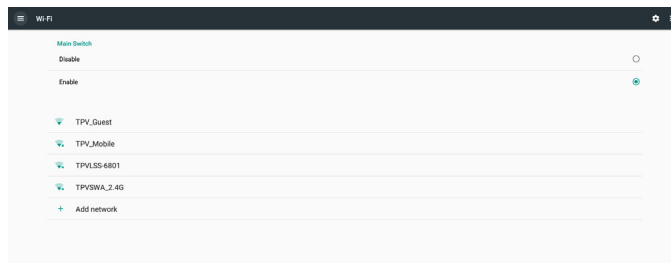 Wi-Fi
Main Switch
Disable
Enable
TPV_Guest
TPV_Mobile
TPVLSS-6801
TPVSWA_2.4G
Add network